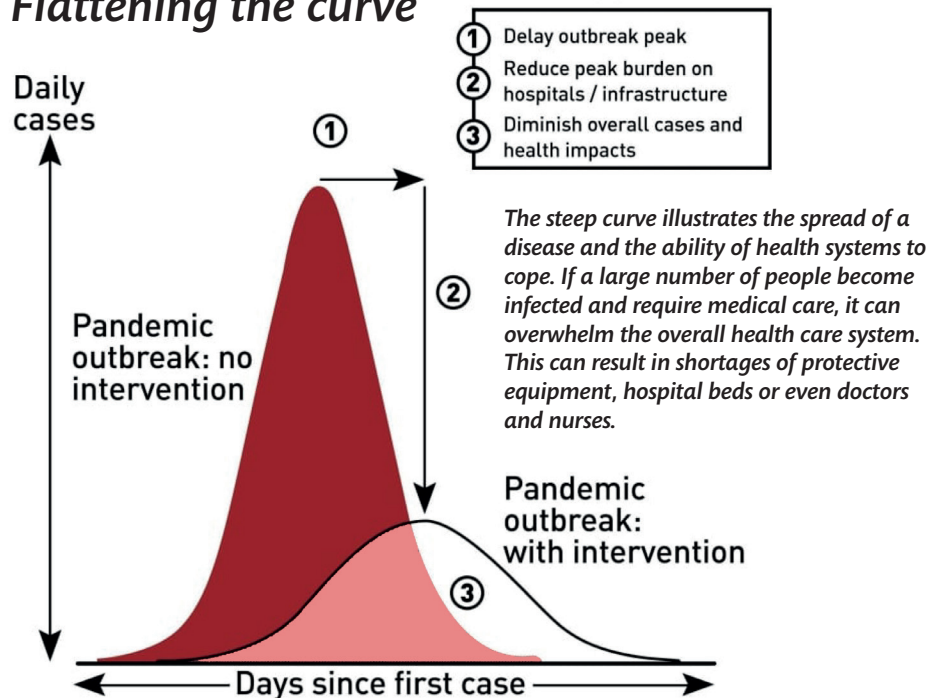 Flattening the curve
① Delay outbreak peak
② Reduce peak burden on
hospitals / infrastructure
③ Diminish overall cases and
health impacts
Daily
cases
①
The steep curve illustrates the spread of a
disease and the ability of health systems to
cope. If a large number of people become
infected and require medical care, it can
overwhelm the overall health care system.
This can result in shortages of protective
equipment, hospital beds or even doctors
and nurses.
②
Pandemic
outbreak: no
intervention
Pandemic
outbreak:
with intervention
③
Days since first case